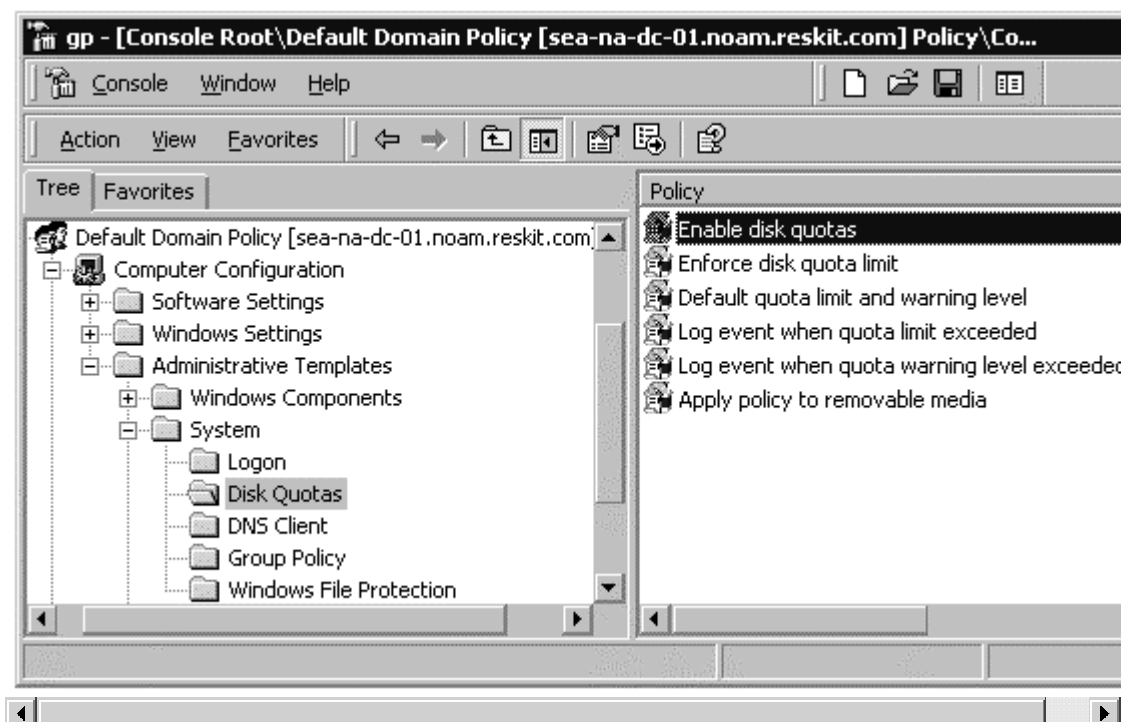 gp - [Console Root\Default Domain Policy [sea-na-dc-01.noam.reskit.com] Policy\Co...
Console Window Help
Action View Favorites
Tree Favorites
Policy
Default Domain Policy [sea-na-dc-01.noam.reskit.com]
Computer Configuration
Software Settings
Windows Settings
Administrative Templates
Windows Components
System
Logon
Disk Quotas
DNS Client
Group Policy
Windows File Protection
Enable disk quotas
Enforce disk quota limit
Default quota limit and warning level
Log event when quota limit exceeded
Log event when quota warning level exceeded
Apply policy to removable media